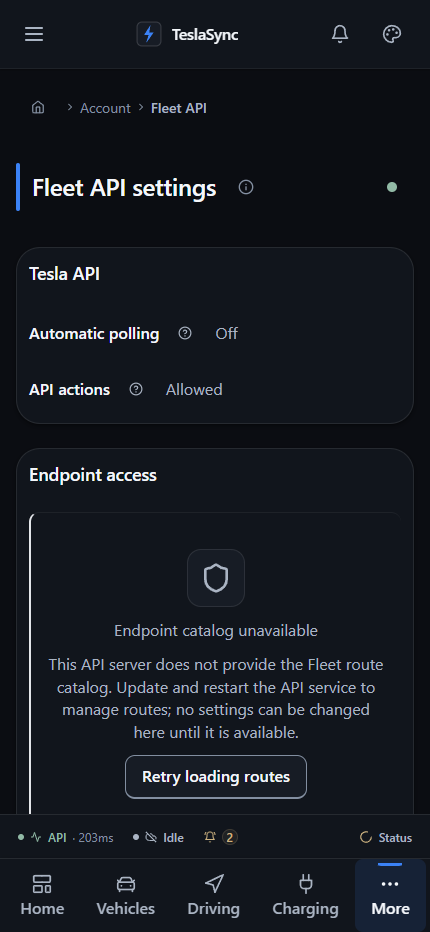 TeslaSync
Account > Fleet API
Fleet API settings
Tesla API
Automatic polling Off
API actions Allowed
Endpoint access
Endpoint catalog unavailable
This API server does not provide the Fleet route
catalog. Update and restart the API service to
manage routes; no settings can be changed
here until it is available.
Retry loading routes
API · 203ms Idle 2 Status
Home Vehicles Driving Charging More